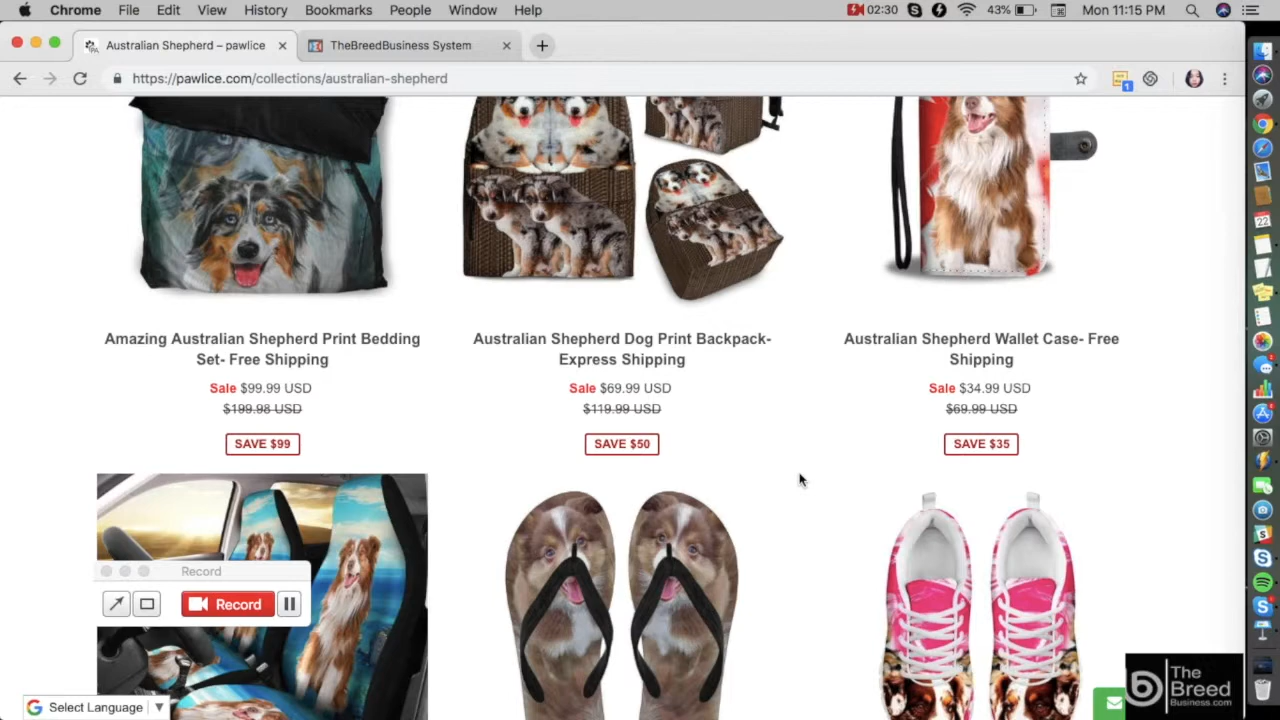 Chrome File Edit View History Bookmarks People Window Help 02:30 43% Mon 11:15 PM
Australian Shepherd – pawlice
TheBreedBusiness System
https://pawlice.com/collections/australian-shepherd
1
Amazing Australian Shepherd Print Bedding
Set- Free Shipping
Sale $99.99 USD
$199.98 USD
SAVE $99
Australian Shepherd Dog Print Backpack-
Express Shipping
Sale $69.99 USD
$119.99 USD
SAVE $50
Australian Shepherd Wallet Case- Free
Shipping
Sale $34.99 USD
$69.99 USD
SAVE $35
22
Record
Record
Select Language
b The
Breed
Business.com